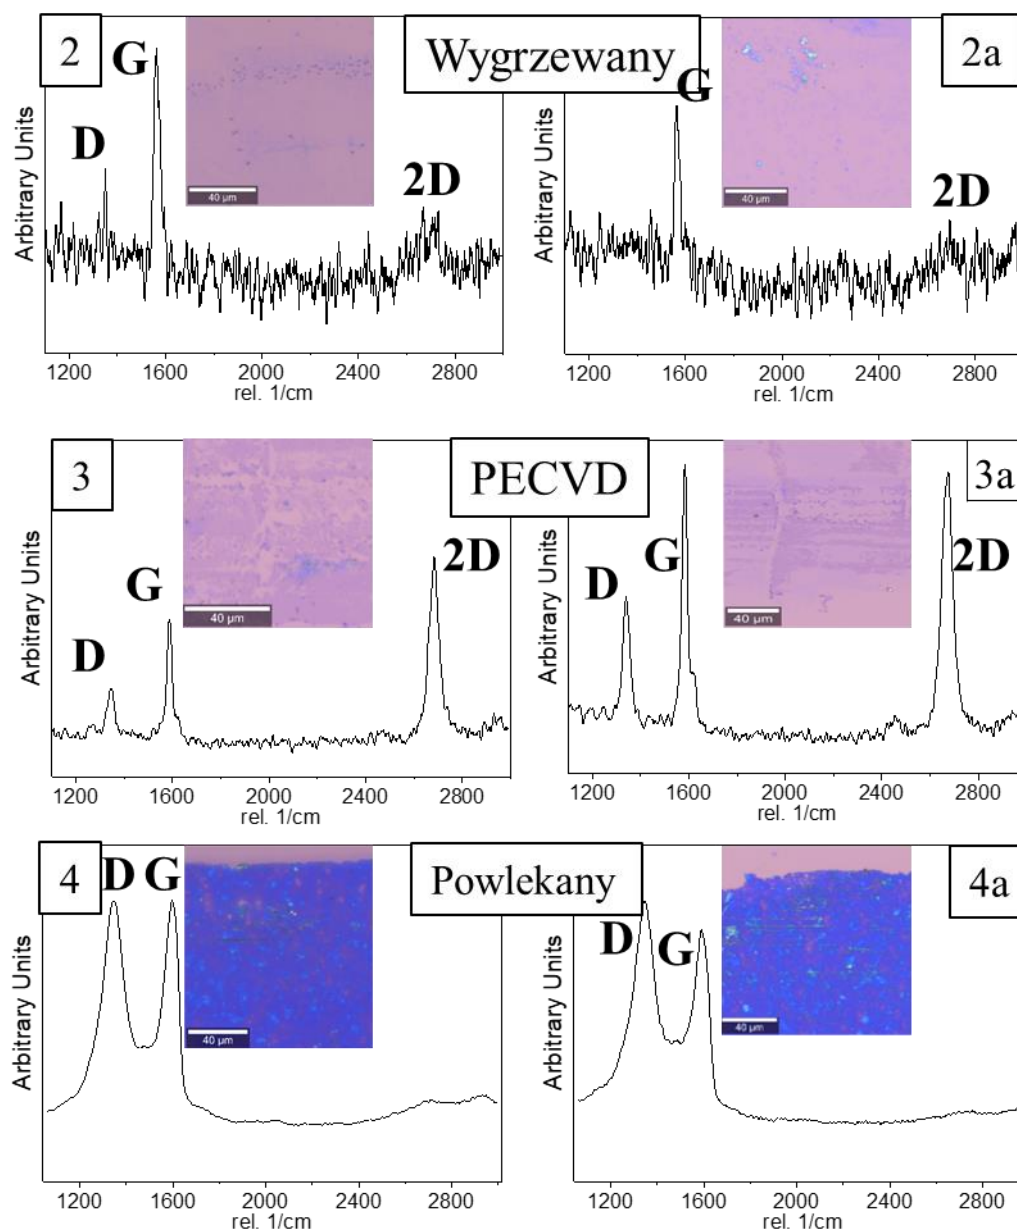 2
Wygrzewany
2a
G
D
2D
40 µm
Arbitrary Units
1200 1600 2000 2400 2800
rel. 1/cm
G
2D
40 µm
Arbitrary Units
1200 1600 2000 2400 2800
rel. 1/cm
3
PECVD
3a
D
G
2D
40 µm
Arbitrary Units
1200 1600 2000 2400 2800
rel. 1/cm
D
G
2D
40 µm
Arbitrary Units
1200 1600 2000 2400 2800
rel. 1/cm
4
Powlekany
4a
D G
40 µm
Arbitrary Units
1200 1600 2000 2400 2800
rel. 1/cm
D
G
40 µm
Arbitrary Units
1200 1600 2000 2400 2800
rel. 1/cm